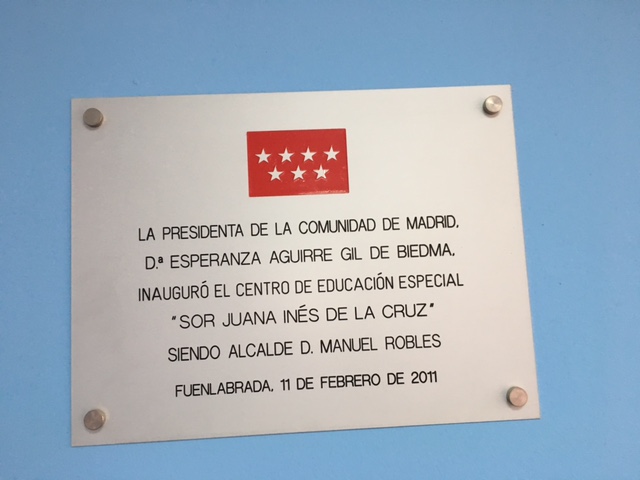 LA PRESIDENTA DE LA COMUNIDAD DE MADRID,
D.ª ESPERANZA AGUIRRE GIL DE BIEDMA,
INAUGURÓ EL CENTRO DE EDUCACIÓN ESPECIAL
"SOR JUANA INÉS DE LA CRUZ"
SIENDO ALCALDE D. MANUEL ROBLES
FUENLABRADA, 11 DE FEBRERO DE 2011